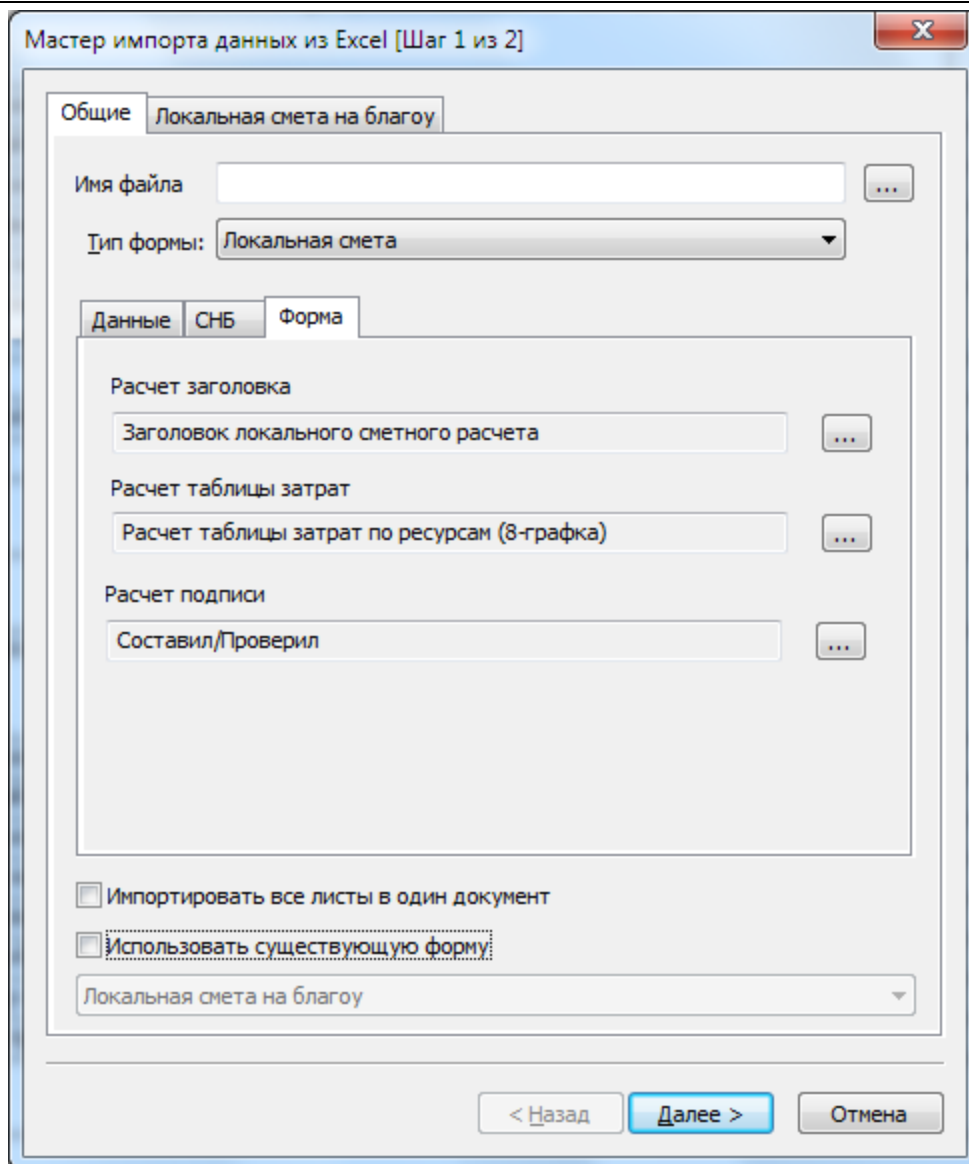 Мастер импорта данных из Excel [Шаг 1 из 2]
Общие Локальная смета на благоу
Имя файла ...
Тип формы: Локальная смета
Данные СНБ Форма
Расчет заголовка
Заголовок локального сметного расчета ...
Расчет таблицы затрат
Расчет таблицы затрат по ресурсам (8-графка) ...
Расчет подписи
Составил/Проверил ...
Импортировать все листы в один документ
Использовать существующую форму
Локальная смета на благоу
< Назад Далее > Отмена